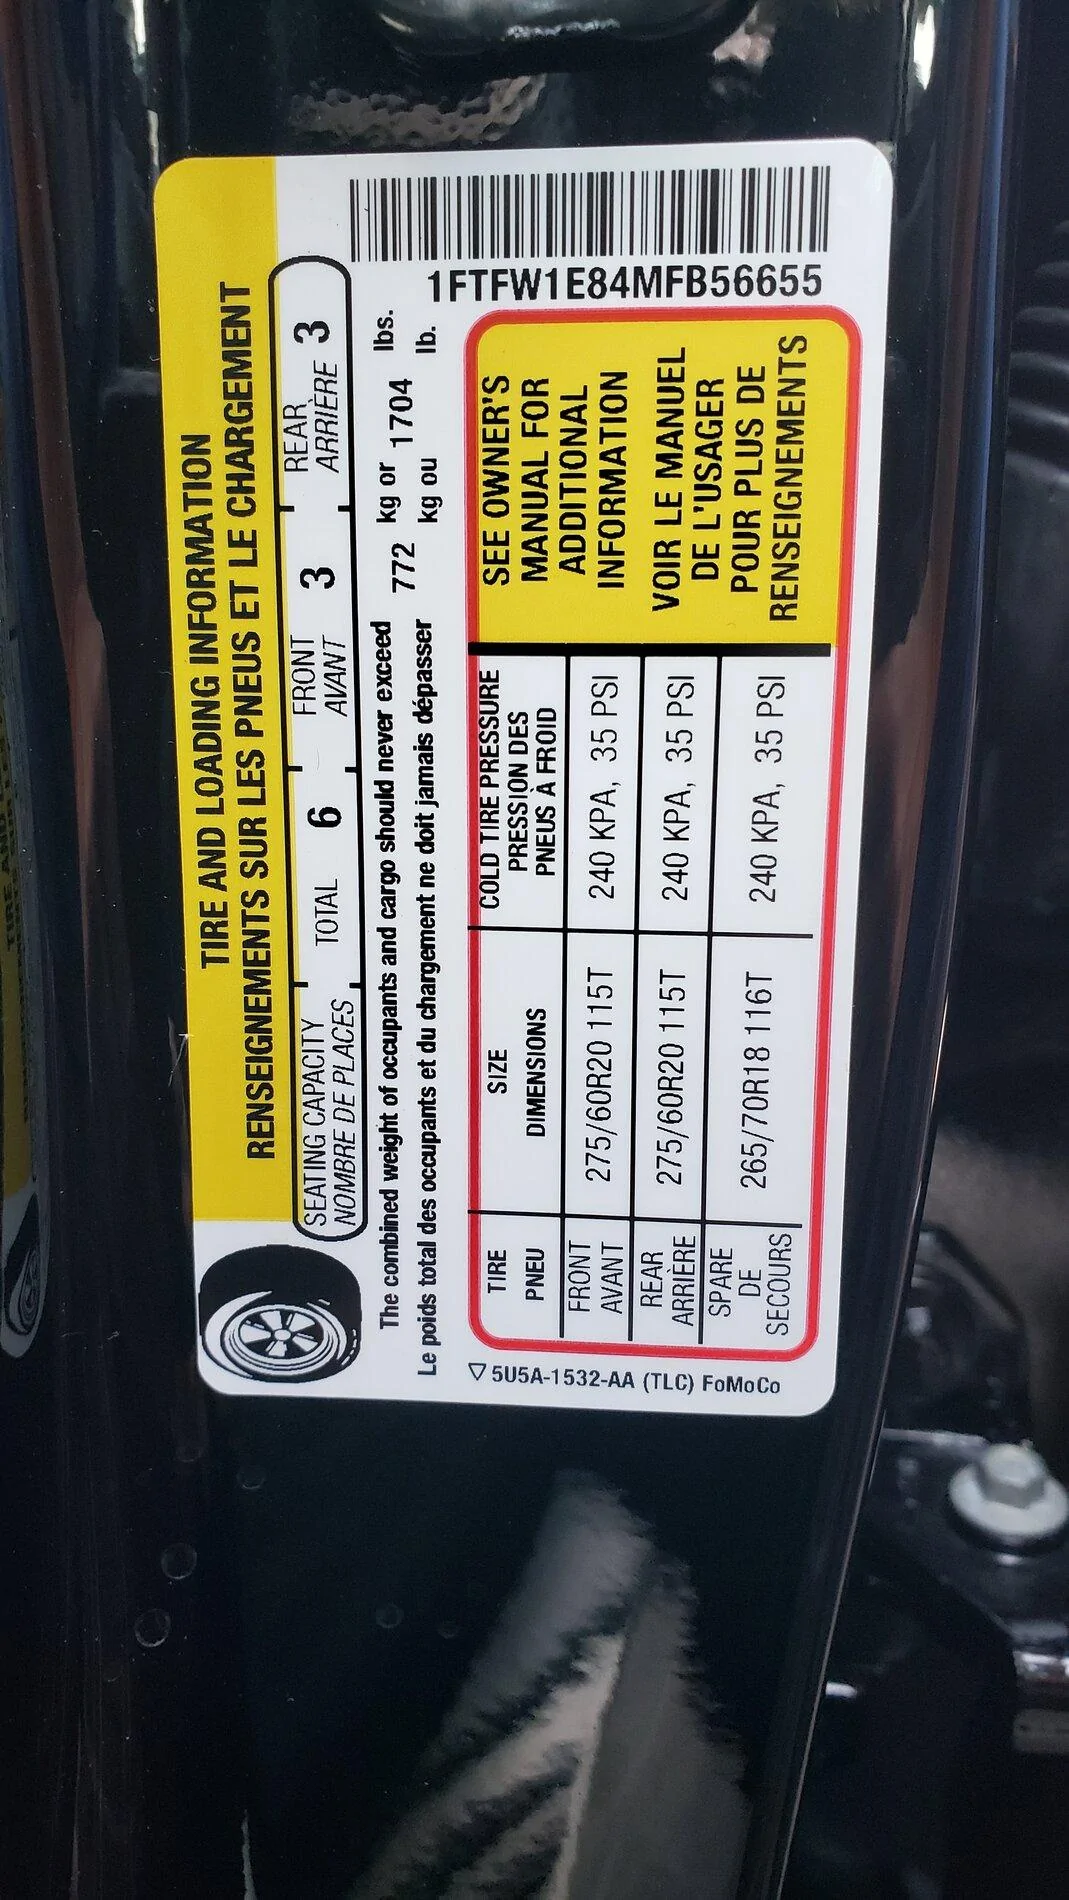 TIRE AND LOADING INFORMATION
RENSEIGNEMENTS SUR LES PNEUS ET LE CHARGEMENT
SEATING CAPACITY
NOMBRE DE PLACES
TOTAL 6
FRONT
AVANT
3
REAR
ARRIÈRE
3
The combined weight of occupants and cargo should never exceed 772 kg or 1704 lbs.
Le poids total des occupants et du chargement ne doit jamais dépasser kg ou lb.
1FTFW1E84MFB56655
TIRE
PNEU
SIZE
DIMENSIONS
COLD TIRE PRESSURE
PRESSION DES
PNEUS À FROID
FRONT
AVANT
275/60R20 115T
240 KPA, 35 PSI
REAR
ARRIÈRE
275/60R20 115T
240 KPA, 35 PSI
SPARE
DE
SECOURS
265/70R18 116T
240 KPA, 35 PSI
SEE OWNER'S
MANUAL FOR
ADDITIONAL
INFORMATION
VOIR LE MANUEL
DE L'USAGER
POUR PLUS DE
RENSEIGNEMENTS
5U5A-1532-AA (TLC) FoMoCo